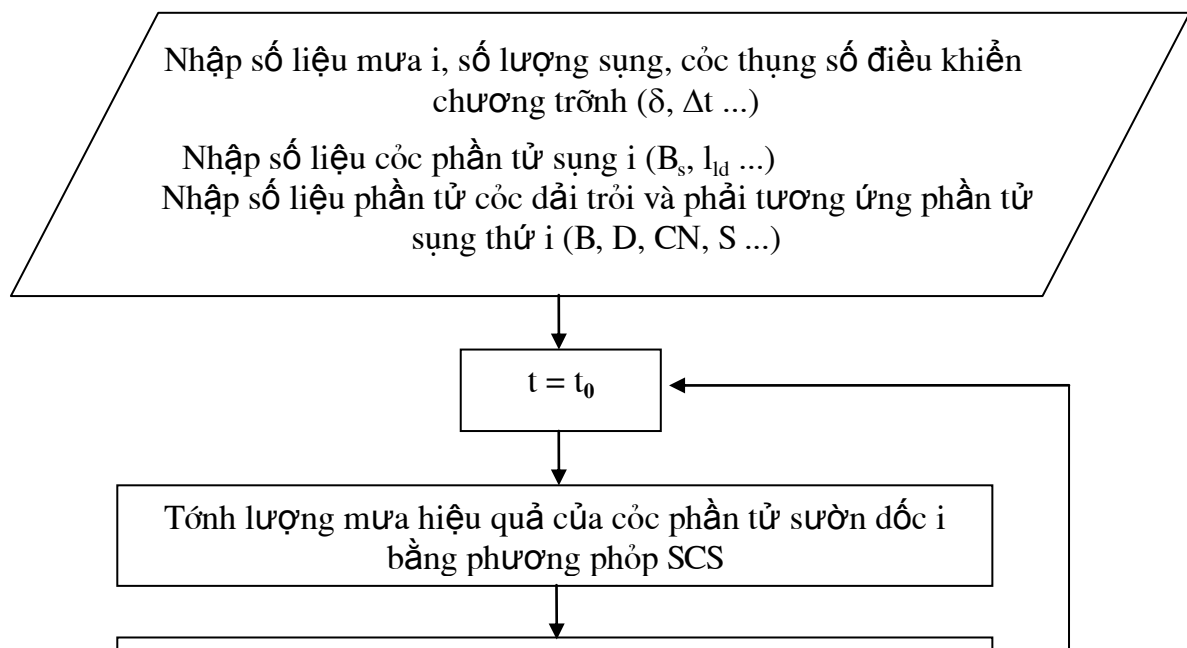 Nhập số liệu mưa i, số lượng sụng, cỏc thụng số điều khiển
chương trỡnh (δ, Δt ...)
Nhập số liệu cỏc phần tử sụng i (Bs, lld ...)
Nhập số liệu phần tử cỏc dải trỏi và phải tương ứng phần tử
sụng thứ i (B, D, CN, S ...)
t = t0
Tớnh lượng mưa hiệu quả của cỏc phần tử sườn dốc i
bằng phương phỏp SCS